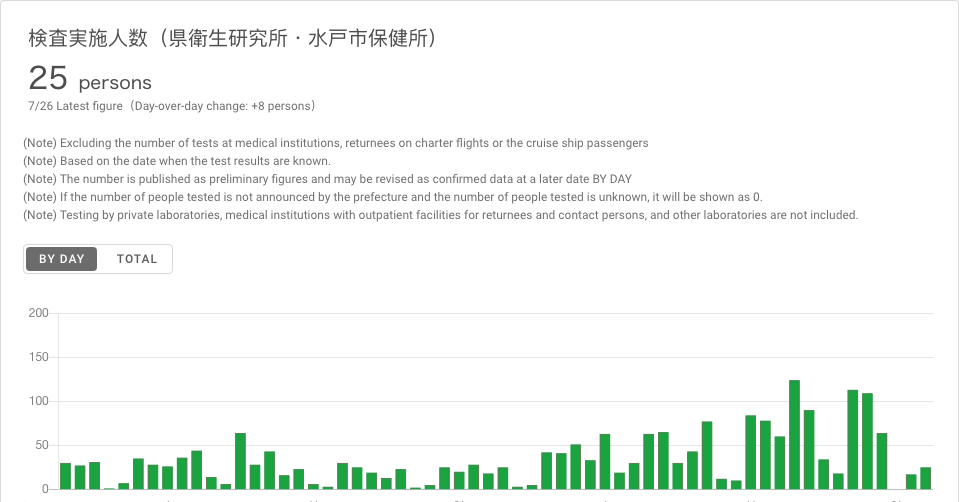 検査実施人数（県衛生研究所・水戸市保健所）
25 persons
7/26 Latest figure（Day-over-day change: +8 persons）
(Note) Excluding the number of tests at medical institutions, returnees on charter flights or the cruise ship passengers
(Note) Based on the date when the test results are known.
(Note) The number is published as preliminary figures and may be revised as confirmed data at a later date BY DAY
(Note) If the number of people tested is not announced by the prefecture and the number of people tested is unknown, it will be shown as 0.
(Note) Testing by private laboratories, medical institutions with outpatient facilities for returnees and contact persons, and other laboratories are not included.
BY DAY TOTAL
200
150
100
50
0